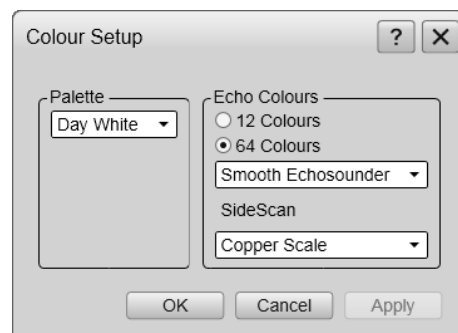 Colour Setup
?
Palette
Day White
Echo Colours
12 Colours
64 Colours
Smooth Echosounder
SideScan
Copper Scale
OK Cancel Apply